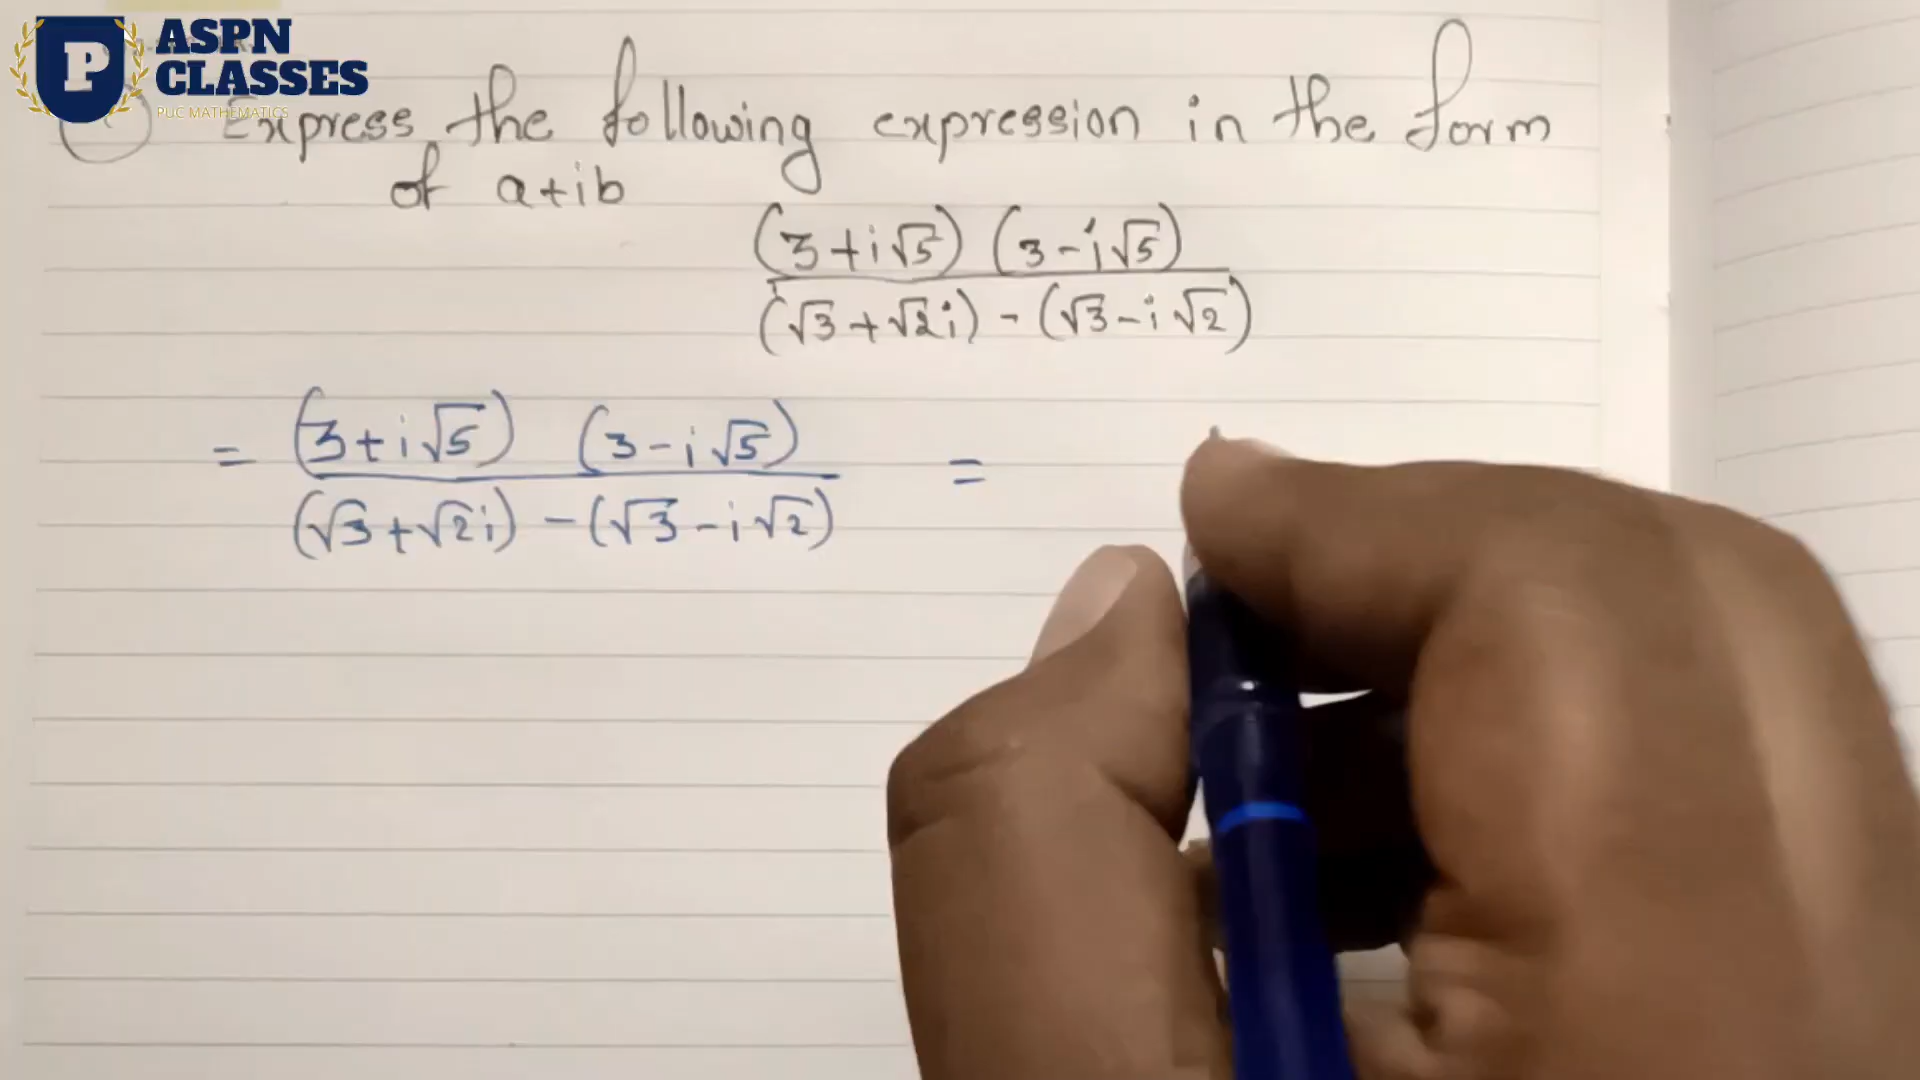 ASPN
CLASSES
PUC MATHEMATICS
P
Express the following expression in the form
of a+ib
(3+i√5) (3-i√5)
(√3+√2i) - (√3-i√2)
= (3+i√5) (3-i√5) =
(√3+√2i) - (√3-i√2)